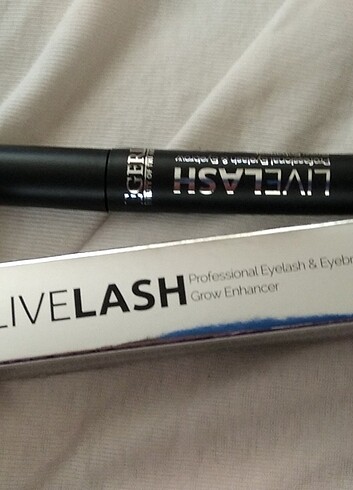 LIVELASH
Professional Eyelash & Eyebrow
LIVELASH
Professional Eyelash & Eyebr
Grow Enhancer